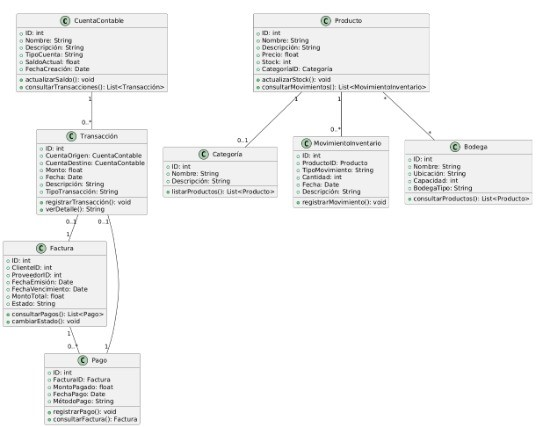 C CuentaContable
ID: int
Nombre: String
Descripción: String
TipoCuenta: String
SaldoActual: float
FechaCreación: Date
actualizarSaldo(): void
consultarTransacciones(): List<Transacción>
1
0..*
C Transacción
ID: int
CuentaOrigen: CuentaContable
CuentaDestino: CuentaContable
Monto: float
Fecha: Date
Descripción: String
TipoTransacción: String
registrarTransacción(): void
verDetalle(): String
0..1
0..1
1
C Factura
ID: int
ClienteID: int
ProveedorID: int
FechaEmisión: Date
FechaVencimiento: Date
MontoTotal: float
Estado: String
consultarPagos(): List<Pago>
cambiarEstado(): void
1
0..*
1
C Pago
ID: int
FacturaID: Factura
MontoPagado: float
FechaPago: Date
MétodoPago: String
registrarPago(): void
consultarFactura(): Factura
C Producto
ID: int
Nombre: String
Descripción: String
Precio: float
Stock: int
CategoríaID: Categoría
actualizarStock(): void
consultarMovimientos(): List<MovimientoInventario>
1
1
*
0..1
0..*
*
C Categoría
ID: int
Nombre: String
Descripción: String
listarProductos(): List<Producto>
C MovimientoInventario
ID: int
ProductoID: Producto
TipoMovimiento: String
Cantidad: int
Fecha: Date
Descripción: String
registrarMovimiento(): void
C Bodega
ID: int
Nombre: String
Ubicación: String
Capacidad: int
BodegaTipo: String
consultarProductos(): List<Producto>